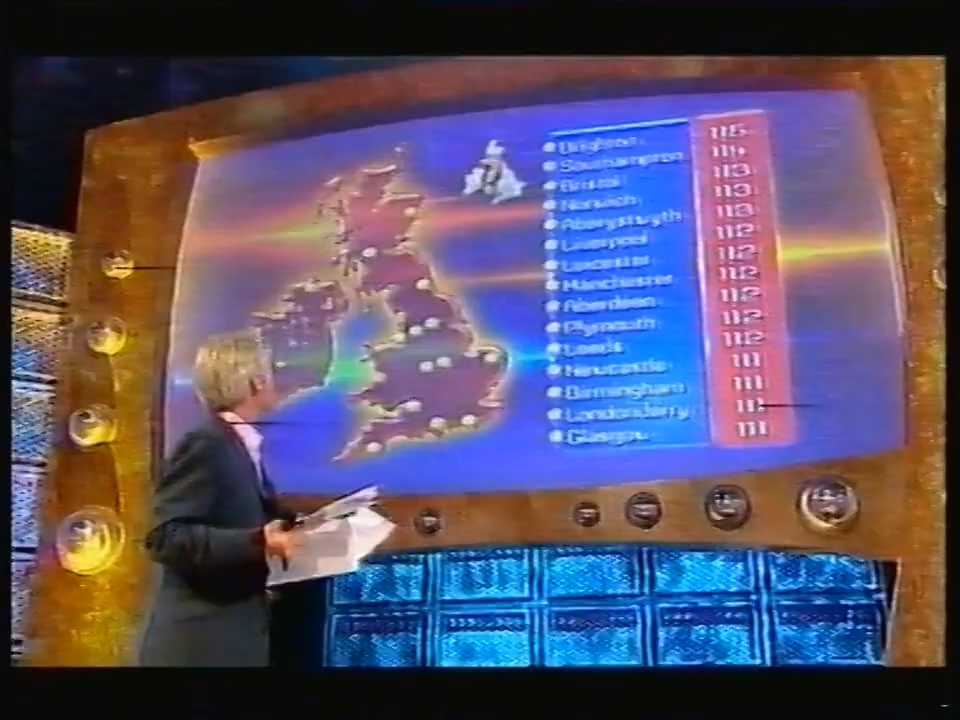 Brighton 115
Southampton 114
Bristol 113
Norwich 113
Aberystwyth 113
Liverpool 112
Leicester 112
Manchester 112
Aberdeen 112
Plymouth 112
Leeds 112
Newcastle 111
Birmingham 111
Londonderry 111
Glasgow 111